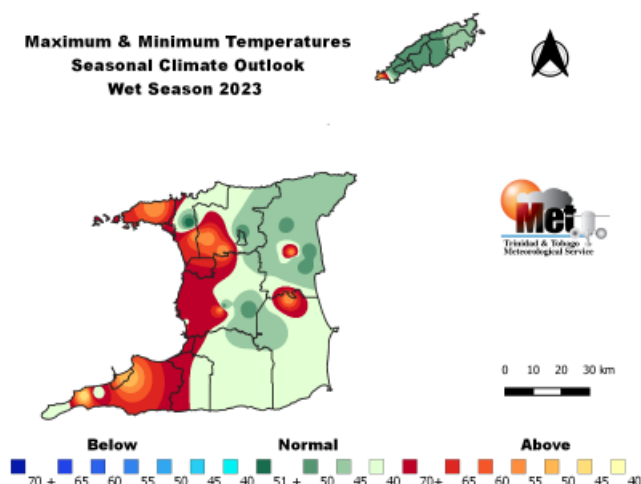 Maximum & Minimum Temperatures
Seasonal Climate Outlook
Wet Season 2023
Met
Trinidad & Tobago
Meteorological Service
0 10 20 30 km
Below Normal Above
70 + 65 60 55 50 45 40 51 + 50 45 40 70+ 65 60 55 50 45 40